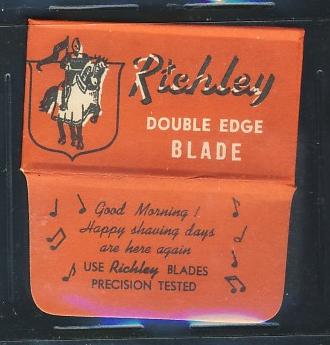 Richley
DOUBLE EDGE
BLADE
Good Morning!
Happy shaving days
are here again
USE Richley BLADES
PRECISION TESTED